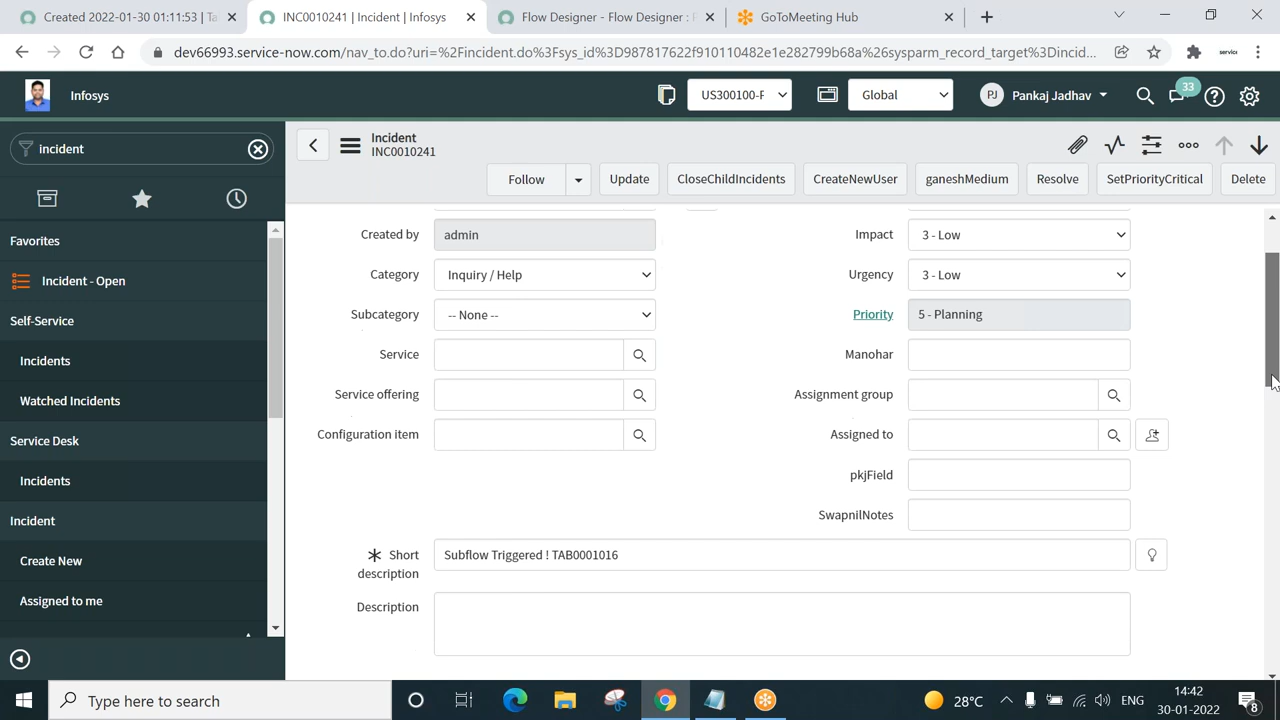 Created 2022-01-30 01:11:53 | Ta
INC0010241 | Incident | Infosys
Flow Designer - Flow Designer :
GoToMeeting Hub
dev66993.service-now.com/nav_to.do?uri=%2Fincident.do%3Fsys_id%3D987817622f910110482e1e282799b68a%26sysparm_record_target%3Dincid...
Infosys
US300100-F
Global
PJ
Pankaj Jadhav
33
incident
Incident
INC0010241
Follow
Update
CloseChildIncidents
CreateNewUser
ganeshMedium
Resolve
SetPriorityCritical
Delete
Favorites
Incident - Open
Self-Service
Incidents
Watched Incidents
Service Desk
Incidents
Incident
Create New
Assigned to me
Created by
admin
Impact
3 - Low
Category
Inquiry / Help
Urgency
3 - Low
Subcategory
-- None --
Priority
5 - Planning
Service
Manohar
Service offering
Assignment group
Configuration item
Assigned to
pkjField
SwapnilNotes
Short
description
Subflow Triggered ! TAB0001016
Description
Type here to search
28°C
ENG
14:42
30-01-2022
8